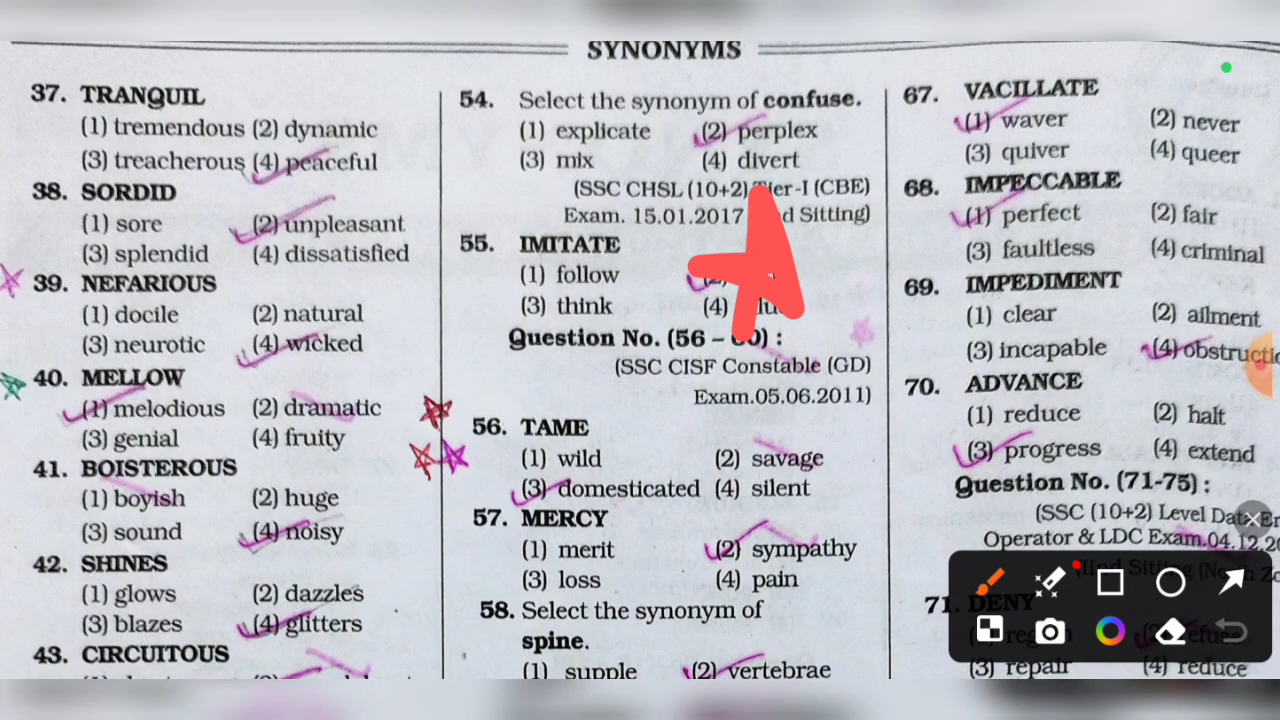 SYNONYMS
37. TRANQUIL
(1) tremendous (2) dynamic
(3) treacherous (4) peaceful
38. SORDID
(1) sore (2) unpleasant
(3) splendid (4) dissatisfied
39. NEFARIOUS
(1) docile (2) natural
(3) neurotic (4) wicked
40. MELLOW
(1) melodious (2) dramatic
(3) genial (4) fruity
41. BOISTEROUS
(1) boyish (2) huge
(3) sound (4) noisy
42. SHINES
(1) glows (2) dazzles
(3) blazes (4) glitters
43. CIRCUITOUS
54. Select the synonym of confuse.
(1) explicate (2) perplex
(3) mix (4) divert
(SSC CHSL (10+2) Tier-I (CBE)
Exam. 15.01.2017 Sitting)
55. IMITATE
(1) follow
(3) think (4)
Question No. (56 – 60) :
(SSC CISF Constable (GD)
Exam.05.06.2011)
56. TAME
(1) wild (2) savage
(3) domesticated (4) silent
57. MERCY
(1) merit (2) sympathy
(3) loss (4) pain
58. Select the synonym of
spine.
(1) supple (2) vertebrae
67. VACILLATE
(1) waver (2) never
(3) quiver (4) queer
68. IMPECCABLE
(1) perfect (2) fair
(3) faultless (4) criminal
69. IMPEDIMENT
(1) clear (2) ailment
(3) incapable (4) obstructi
70. ADVANCE
(1) reduce (2) halt
(3) progress (4) extend
Question No. (71-75) :
(SSC (10+2) Level Data En
Operator & LDC Exam.04.12.20
71. DENY
(3) repair (4) reduce